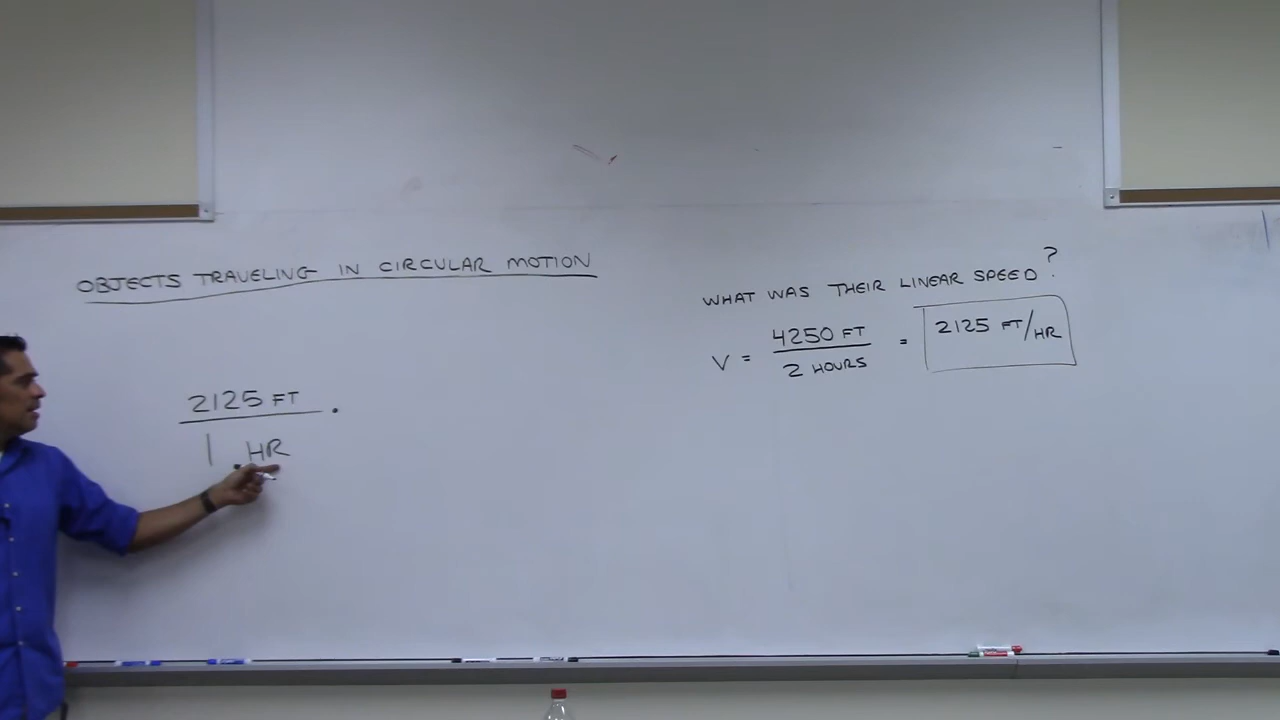 OBJECTS TRAVELING IN CIRCULAR MOTION
2125 FT .
1 HR
WHAT WAS THEIR LINEAR SPEED?
V = 4250 FT / 2 HOURS = 2125 FT/HR